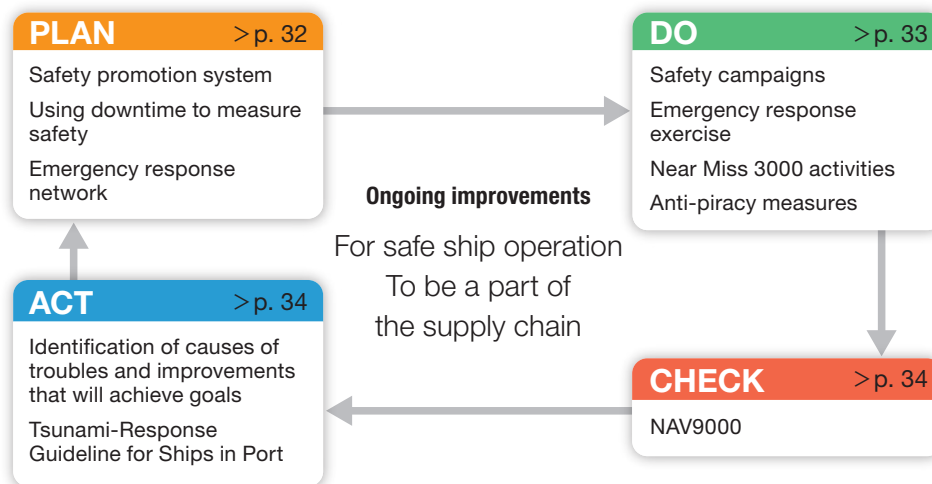 PLAN >p. 32
Safety promotion system
Using downtime to measure
safety
Emergency response
network
DO >p. 33
Safety campaigns
Emergency response
exercise
Near Miss 3000 activities
Anti-piracy measures
Ongoing improvements
For safe ship operation
To be a part of
the supply chain
ACT >p. 34
Identification of causes of
troubles and improvements
that will achieve goals
Tsunami-Response
Guideline for Ships in Port
CHECK >p. 34
NAV9000